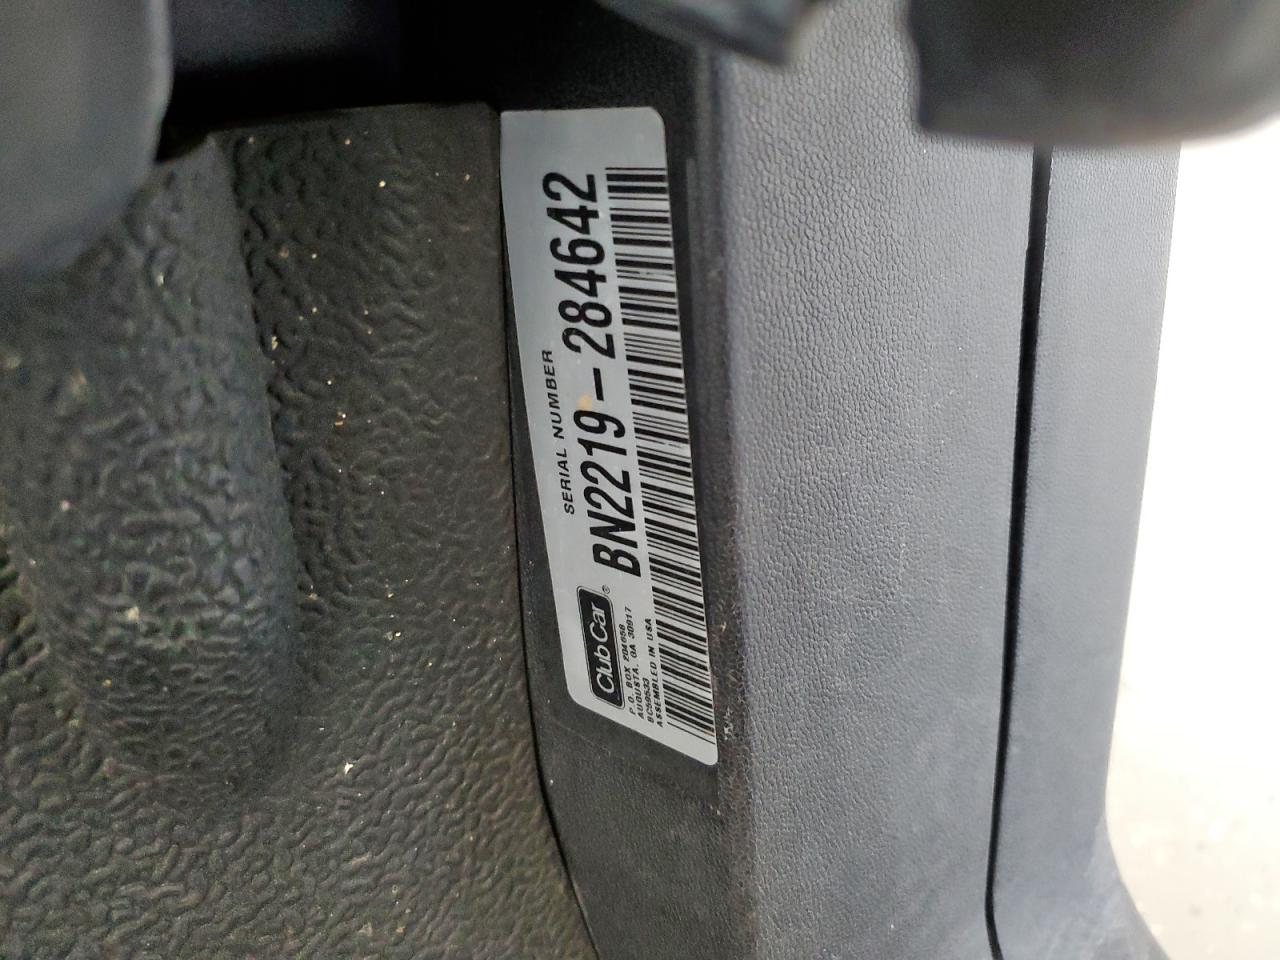 SERIAL NUMBER
BN2219-284642
Club Car®
P.O. BOX 204658
AUGUSTA, GA 30917
ASSEMBLED IN USA